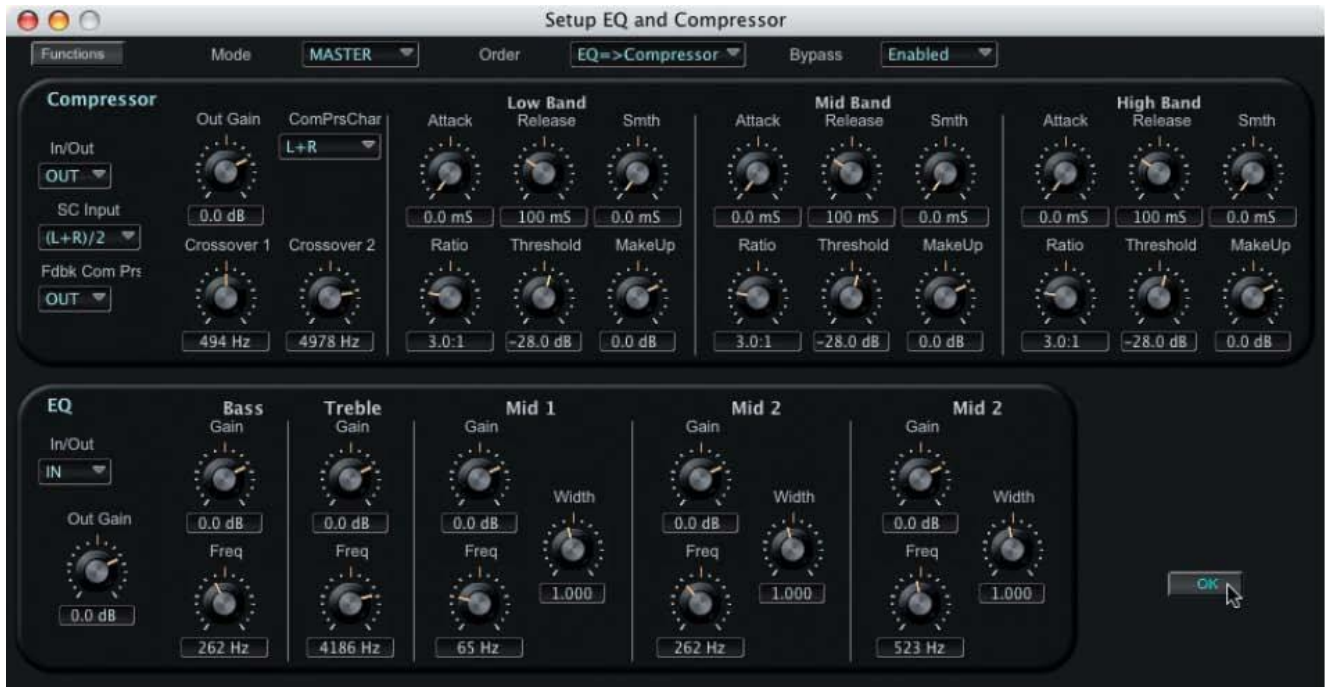 Setup EQ and Compressor
Functions Mode MASTER Order EQ=>Compressor Bypass Enabled
Compressor
In/Out
OUT
SC Input
(L+R)/2
Fdbk Com Prs
OUT
Out Gain
0.0 dB
ComPrsChar
L+R
Crossover 1
494 Hz
Crossover 2
4978 Hz
Low Band
Attack Release Smth
0.0 mS 100 mS 0.0 mS
Ratio Threshold MakeUp
3.0:1 -28.0 dB 0.0 dB
Mid Band
Attack Release Smth
0.0 mS 100 mS 0.0 mS
Ratio Threshold MakeUp
3.0:1 -28.0 dB 0.0 dB
High Band
Attack Release Smth
0.0 mS 100 mS 0.0 mS
Ratio Threshold MakeUp
3.0:1 -28.0 dB 0.0 dB
EQ
In/Out
IN
Out Gain
0.0 dB
Bass
Gain
0.0 dB
Freq
262 Hz
Treble
Gain
0.0 dB
Freq
4186 Hz
Mid 1
Gain
0.0 dB
Freq
65 Hz
Width
1.000
Mid 2
Gain
0.0 dB
Freq
262 Hz
Width
1.000
Mid 2
Gain
0.0 dB
Freq
523 Hz
Width
1.000
OK